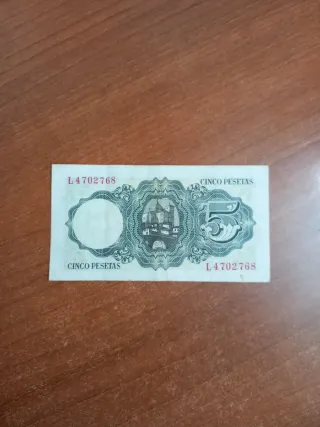 L4702768 CINCO PESETAS
5
CINCO PESETAS L4702768